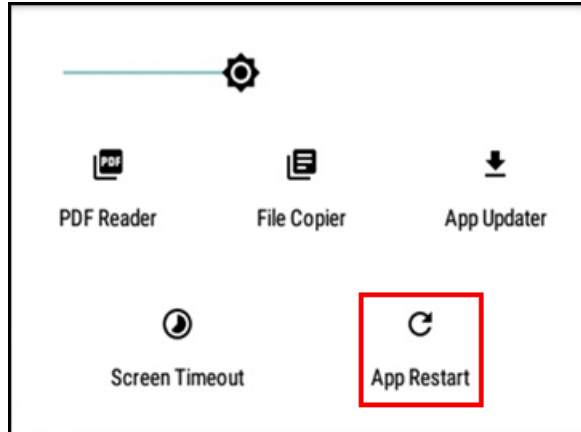 PDF
PDF Reader
File Copier
App Updater
Screen Timeout
App Restart